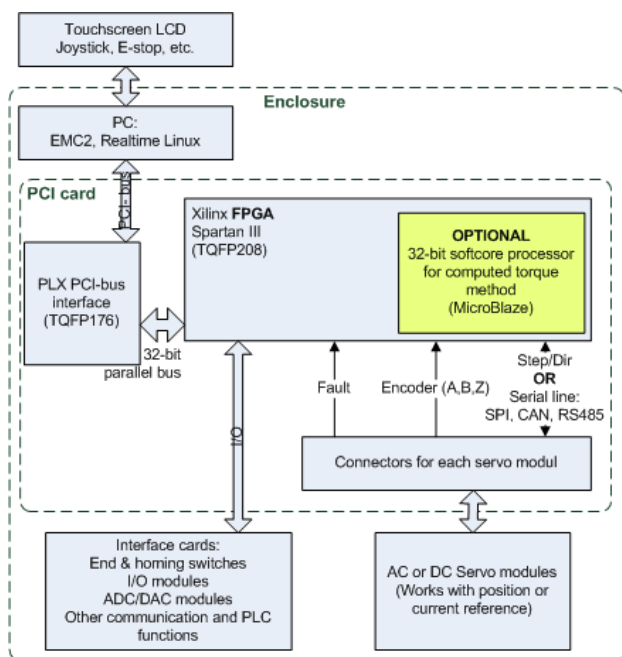 Touchscreen LCD
Joystick, E-stop, etc.
Enclosure
PC:
EMC2, Realtime Linux
PCI- bus
PCI card
Xilinx FPGA
Spartan III
(TQFP208)
OPTIONAL
32-bit softcore processor
for computed torque
method
(MicroBlaze)
PLX PCI-bus
interface
(TQFP176)
32-bit
parallel bus
Fault
Encoder (A,B,Z)
Step/Dir
OR
Serial line:
SPI, CAN, RS485
I/O
Connectors for each servo modul
Interface cards:
End & homing switches
I/O modules
ADC/DAC modules
Other communication and PLC
functions
AC or DC Servo modules
(Works with position or
current reference)